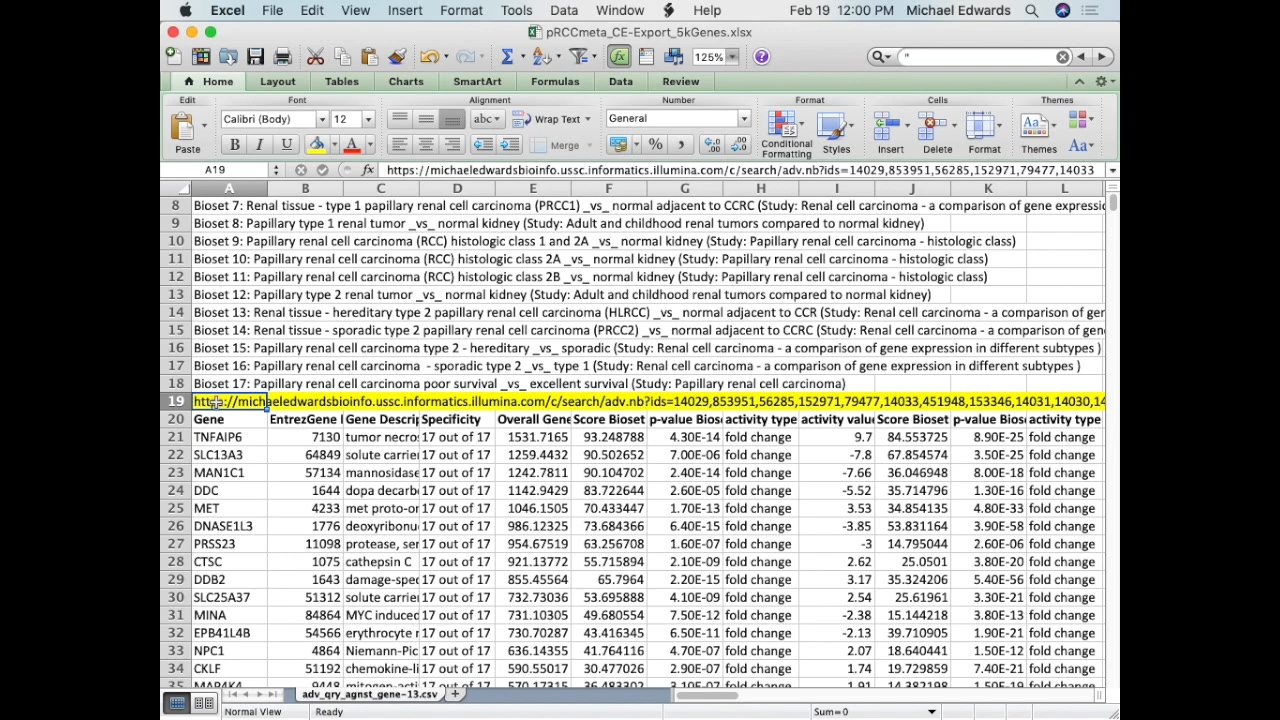 Excel File Edit View Insert Format Tools Data Window Help Feb 19 12:00 PM Michael Edwards
pRCCmeta_CE-Export_5kGenes.xlsx
125% "
Home Layout Tables Charts SmartArt Formulas Data Review
Edit Font Alignment Number Format Cells Themes
Calibri (Body) 12 abc Wrap Text General
Paste B I U A Merge % Conditional Formatting Styles Insert Delete Format Themes Aa
A19 fx https://michaeledwardsbioinfo.ussc.informatics.illumina.com/c/search/adv.nb?ids=14029,853951,56285,152971,79477,14033
A B C D E F G H I J K L
8 Bioset 7: Renal tissue - type 1 papillary renal cell carcinoma (PRCC1) _vs_ normal adjacent to CCRC (Study: Renal cell carcinoma - a comparison of gene expressio
9 Bioset 8: Papillary type 1 renal tumor _vs_ normal kidney (Study: Adult and childhood renal tumors compared to normal kidney)
10 Bioset 9: Papillary renal cell carcinoma (RCC) histologic class 1 and 2A _vs_ normal kidney (Study: Papillary renal cell carcinoma - histologic class)
11 Bioset 10: Papillary renal cell carcinoma (RCC) histologic class 2A _vs_ normal kidney (Study: Papillary renal cell carcinoma - histologic class)
12 Bioset 11: Papillary renal cell carcinoma (RCC) histologic class 2B _vs_ normal kidney (Study: Papillary renal cell carcinoma - histologic class)
13 Bioset 12: Papillary type 2 renal tumor _vs_ normal kidney (Study: Adult and childhood renal tumors compared to normal kidney)
14 Bioset 13: Renal tissue - hereditary type 2 papillary renal cell carcinoma (HLRCC) _vs_ normal adjacent to CCR (Study: Renal cell carcinoma - a comparison of ger
15 Bioset 14: Renal tissue - sporadic type 2 papillary renal cell carcinoma (PRCC2) _vs_ normal adjacent to CCRC (Study: Renal cell carcinoma - a comparison of gene
16 Bioset 15: Papillary renal cell carcinoma type 2 - hereditary _vs_ sporadic (Study: Renal cell carcinoma - a comparison of gene expression in different subtypes )
17 Bioset 16: Papillary renal cell carcinoma - sporadic type 2 _vs_ type 1 (Study: Renal cell carcinoma - a comparison of gene expression in different subtypes )
18 Bioset 17: Papillary renal cell carcinoma poor survival _vs_ excellent survival (Study: Papillary renal cell carcinoma)
19 https://michaeledwardsbioinfo.ussc.informatics.illumina.com/c/search/adv.nb?ids=14029,853951,56285,152971,79477,14033,451948,153346,14031,14030,14
20 Gene EntrezGene I Gene Descrip Specificity Overall Gene Score Bioset p-value Bios activity type activity value Score Bioset p-value Bios activity type
21 TNFAIP6 7130 tumor necros 17 out of 17 1531.7165 93.248788 4.30E-14 fold change 9.7 84.553725 8.90E-25 fold change
22 SLC13A3 64849 solute carrie 17 out of 17 1259.4432 90.502652 7.00E-06 fold change -7.8 67.854574 3.50E-25 fold change
23 MAN1C1 57134 mannosidase 17 out of 17 1242.7811 90.104702 2.40E-14 fold change -7.66 36.046948 8.00E-18 fold change
24 DDC 1644 dopa decarb 17 out of 17 1142.9429 83.722644 2.60E-05 fold change -5.52 35.714796 1.30E-16 fold change
25 MET 4233 met proto-or 17 out of 17 1046.1505 70.433447 1.70E-13 fold change 3.53 34.854135 4.80E-33 fold change
26 DNASE1L3 1776 deoxyribonu 17 out of 17 986.12325 73.684366 6.40E-15 fold change -3.85 53.831164 3.90E-58 fold change
27 PRSS23 11098 protease, ser 17 out of 17 954.67519 63.256708 1.60E-07 fold change -3 14.795044 2.60E-06 fold change
28 CTSC 1075 cathepsin C 17 out of 17 921.13772 55.715894 2.10E-09 fold change 2.62 25.0501 3.80E-20 fold change
29 DDB2 1643 damage-spec 17 out of 17 855.45564 65.7964 2.20E-15 fold change 3.17 35.324206 5.40E-56 fold change
30 SLC25A37 51312 solute carrie 17 out of 17 732.73036 53.695888 4.10E-09 fold change 2.54 25.61961 3.30E-21 fold change
31 MINA 84864 MYC induced 17 out of 17 731.10305 49.680554 7.50E-12 fold change -2.38 15.144218 3.80E-13 fold change
32 EPB41L4B 54566 erythrocyte r 17 out of 17 730.70287 43.416345 6.50E-11 fold change -2.13 39.710905 1.90E-21 fold change
33 NPC1 4864 Niemann-Pic 17 out of 17 636.14355 41.764116 4.70E-07 fold change 2.07 18.640441 1.50E-12 fold change
34 CKLF 51192 chemokine-li 17 out of 17 590.55017 30.477026 2.90E-07 fold change 1.74 19.729859 7.40E-21 fold change
35 MAP4K4 9448 mitogen-activ 17 out of 17 570.17315 30.483303 3.10E-07 fold change 1.91 14.392198 1.50E-19 fold change
adv_qry_agnst_gene-13.csv
Normal View Ready Sum=0